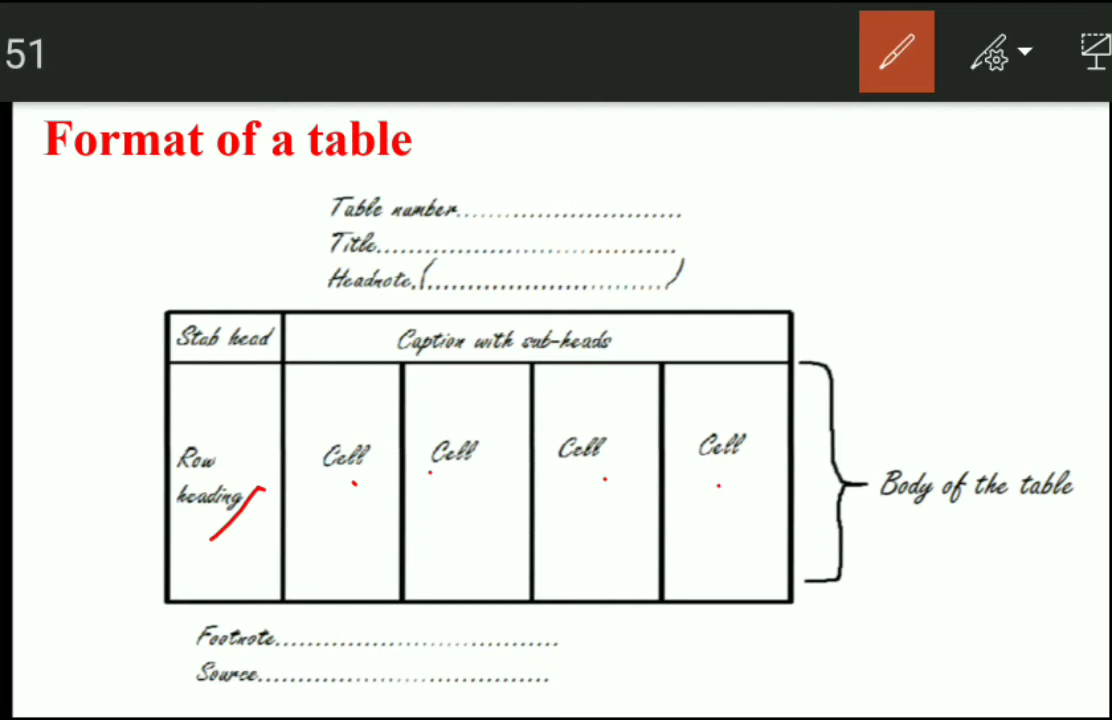 51
Format of a table
Table number..............................
Title.......................................
Headnote.(..............................)
Stub head
Caption with sub-heads
Row
heading
Cell
Cell
Cell
Cell
Body of the table
Footnote...................................
Source....................................